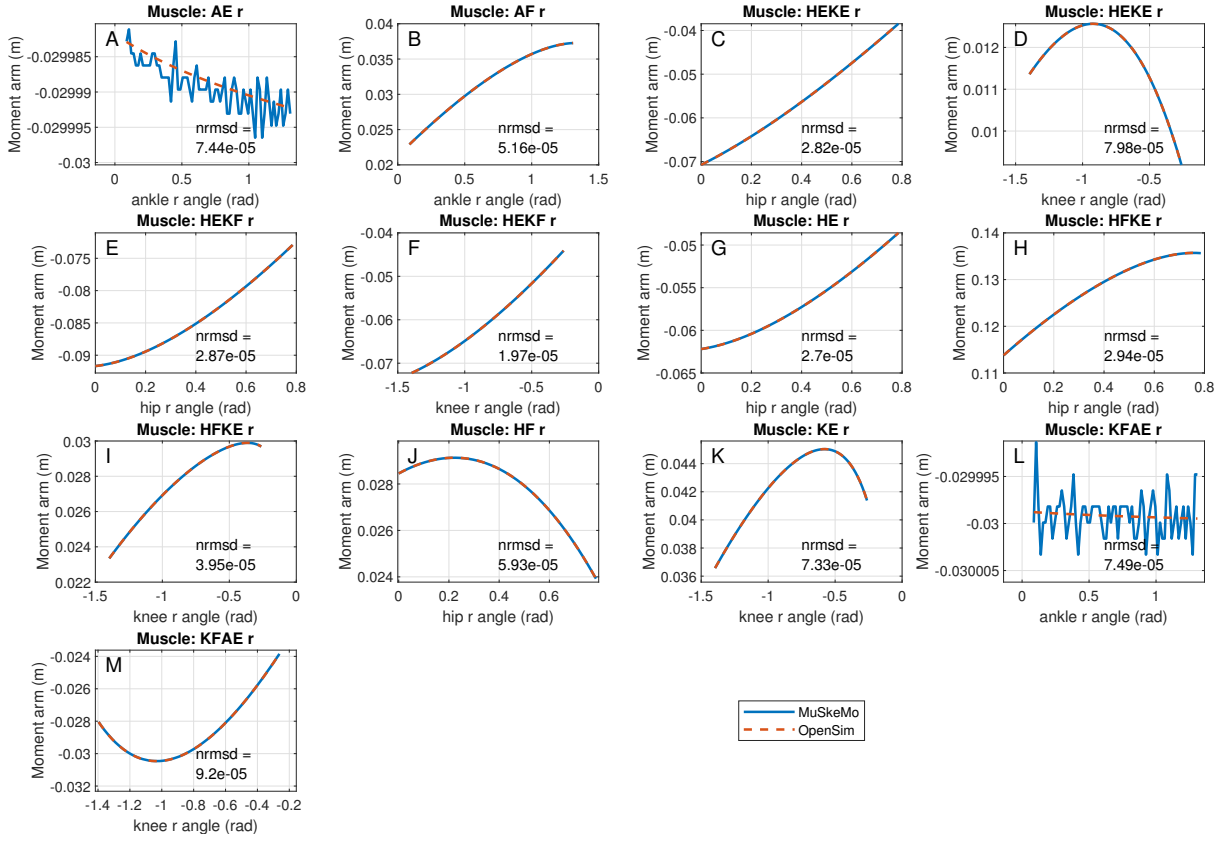 Muscle: AE r
A
Moment arm (m)
-0.029985
-0.02999
-0.029995
-0.03
nrmsd =
7.44e-05
0
0.5
1
ankle r angle (rad)
Muscle: AF r
B
Moment arm (m)
0.04
0.035
0.03
0.025
0.02
nrmsd =
5.16e-05
0
0.5
1
1.5
ankle r angle (rad)
Muscle: HEKE r
C
Moment arm (m)
-0.04
-0.05
-0.06
-0.07
nrmsd =
2.82e-05
0
0.2
0.4
0.6
0.8
hip r angle (rad)
Muscle: HEKE r
D
Moment arm (m)
0.012
0.011
0.01
nrmsd =
7.98e-05
-1.5
-1
-0.5
knee r angle (rad)
Muscle: HEKF r
E
Moment arm (m)
-0.075
-0.08
-0.085
-0.09
nrmsd =
2.87e-05
0
0.2
0.4
0.6
0.8
hip r angle (rad)
Muscle: HEKF r
F
Moment arm (m)
-0.04
-0.05
-0.06
-0.07
nrmsd =
1.97e-05
-1.5
-1
-0.5
0
knee r angle (rad)
Muscle: HE r
G
Moment arm (m)
-0.05
-0.055
-0.06
-0.065
nrmsd =
2.7e-05
0
0.2
0.4
0.6
0.8
hip r angle (rad)
Muscle: HFKE r
H
Moment arm (m)
0.14
0.13
0.12
0.11
nrmsd =
2.94e-05
0
0.2
0.4
0.6
0.8
hip r angle (rad)
Muscle: HFKE r
I
Moment arm (m)
0.03
0.028
0.026
0.024
0.022
nrmsd =
3.95e-05
-1.5
-1
-0.5
0
knee r angle (rad)
Muscle: HF r
J
Moment arm (m)
0.028
0.026
0.024
nrmsd =
5.93e-05
0
0.2
0.4
0.6
hip r angle (rad)
Muscle: KE r
K
Moment arm (m)
0.044
0.042
0.04
0.038
0.036
nrmsd =
7.33e-05
-1.5
-1
-0.5
0
knee r angle (rad)
Muscle: KFAE r
L
Moment arm (m)
-0.029995
-0.03
-0.030005
nrmsd =
7.49e-05
0
0.5
1
ankle r angle (rad)
Muscle: KFAE r
M
Moment arm (m)
-0.024
-0.026
-0.028
-0.03
-0.032
nrmsd =
9.2e-05
-1.4
-1.2
-1
-0.8
-0.6
-0.4
-0.2
knee r angle (rad)
MuSkeMo
OpenSim